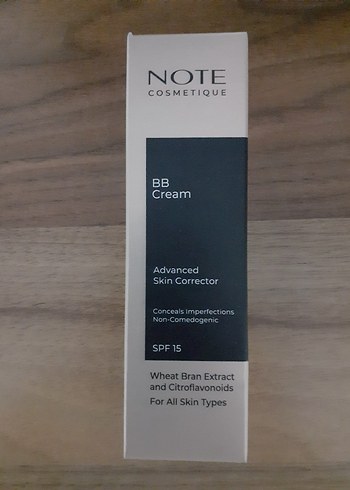 NOTE
COSMETIQUE
BB
Cream
Advanced
Skin Corrector
Conceals Imperfections
Non-Comedogenic
SPF 15
Wheat Bran Extract
and Citroflavonoids
For All Skin Types